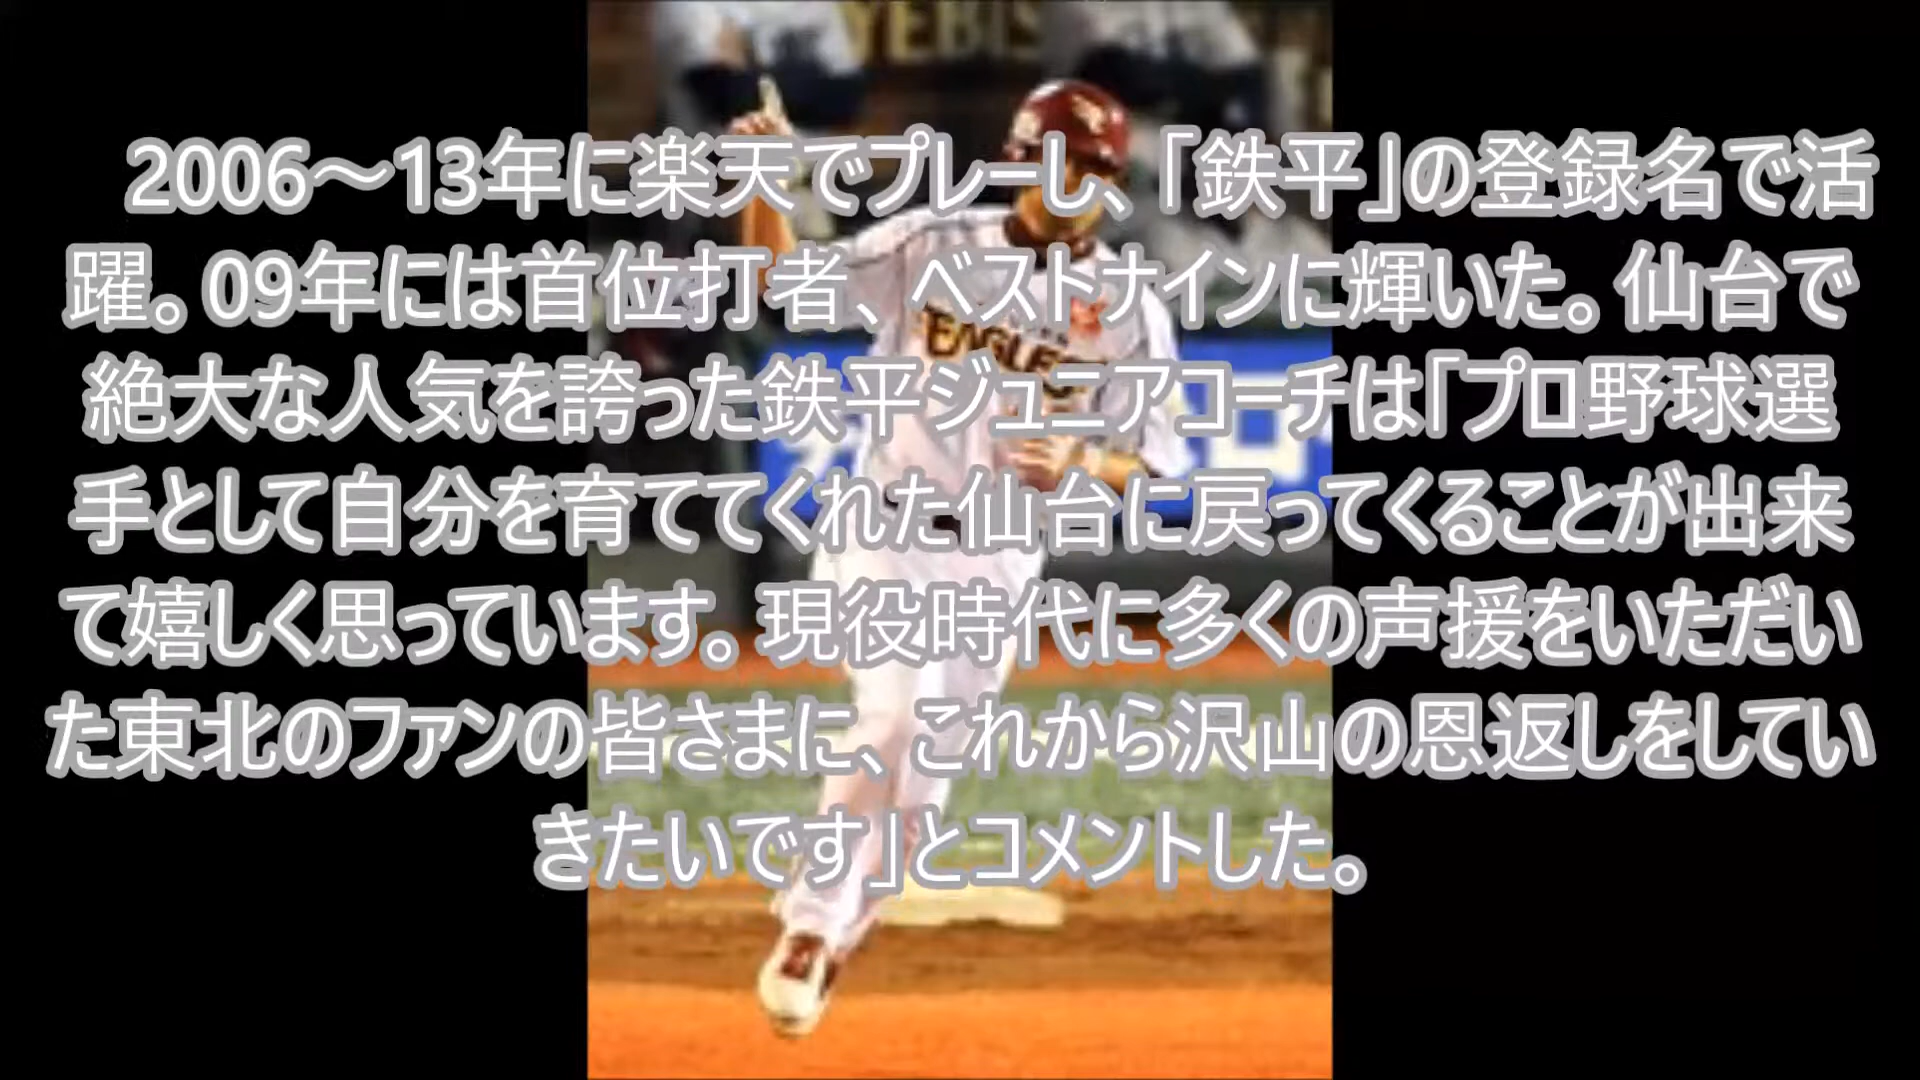 YEBIS
2006～13年に楽天でプレーし、「鉄平」の登録名で活
躍。09年には首位打者、ベストナインに輝いた。仙台で
絶大な人気を誇った鉄平ジュニアコーチは「プロ野球選
手として自分を育ててくれた仙台に戻ってくることが出来
て嬉しく思っています。現役時代に多くの声援をいただい
た東北のファンの皆さまに、これから沢山の恩返しをしてい
きたいです」とコメントした。
EAGLES